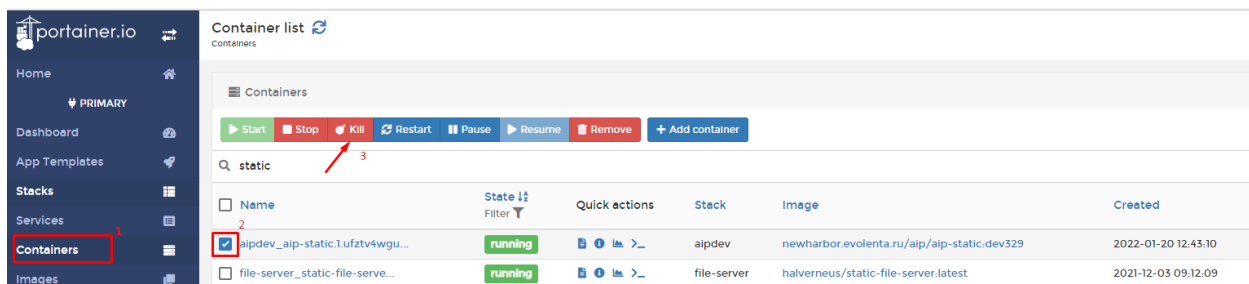 portainer.io
Container list
Containers
Home
PRIMARY
Containers
Dashboard
Start Stop Kill Restart Pause Resume Remove + Add container
App Templates
3
static
Stacks
Name State Filter Quick actions Stack Image Created
Services
1
2
Containers
aipdev_aip-static.1.ufztv4wgu... running aipdev newharbor.evolenta.ru/aip/aip-static:dev329 2022-01-20 12:43:10
Images
file-server_static-file-serve... running file-server halverneus/static-file-server:latest 2021-12-03 09:12:09